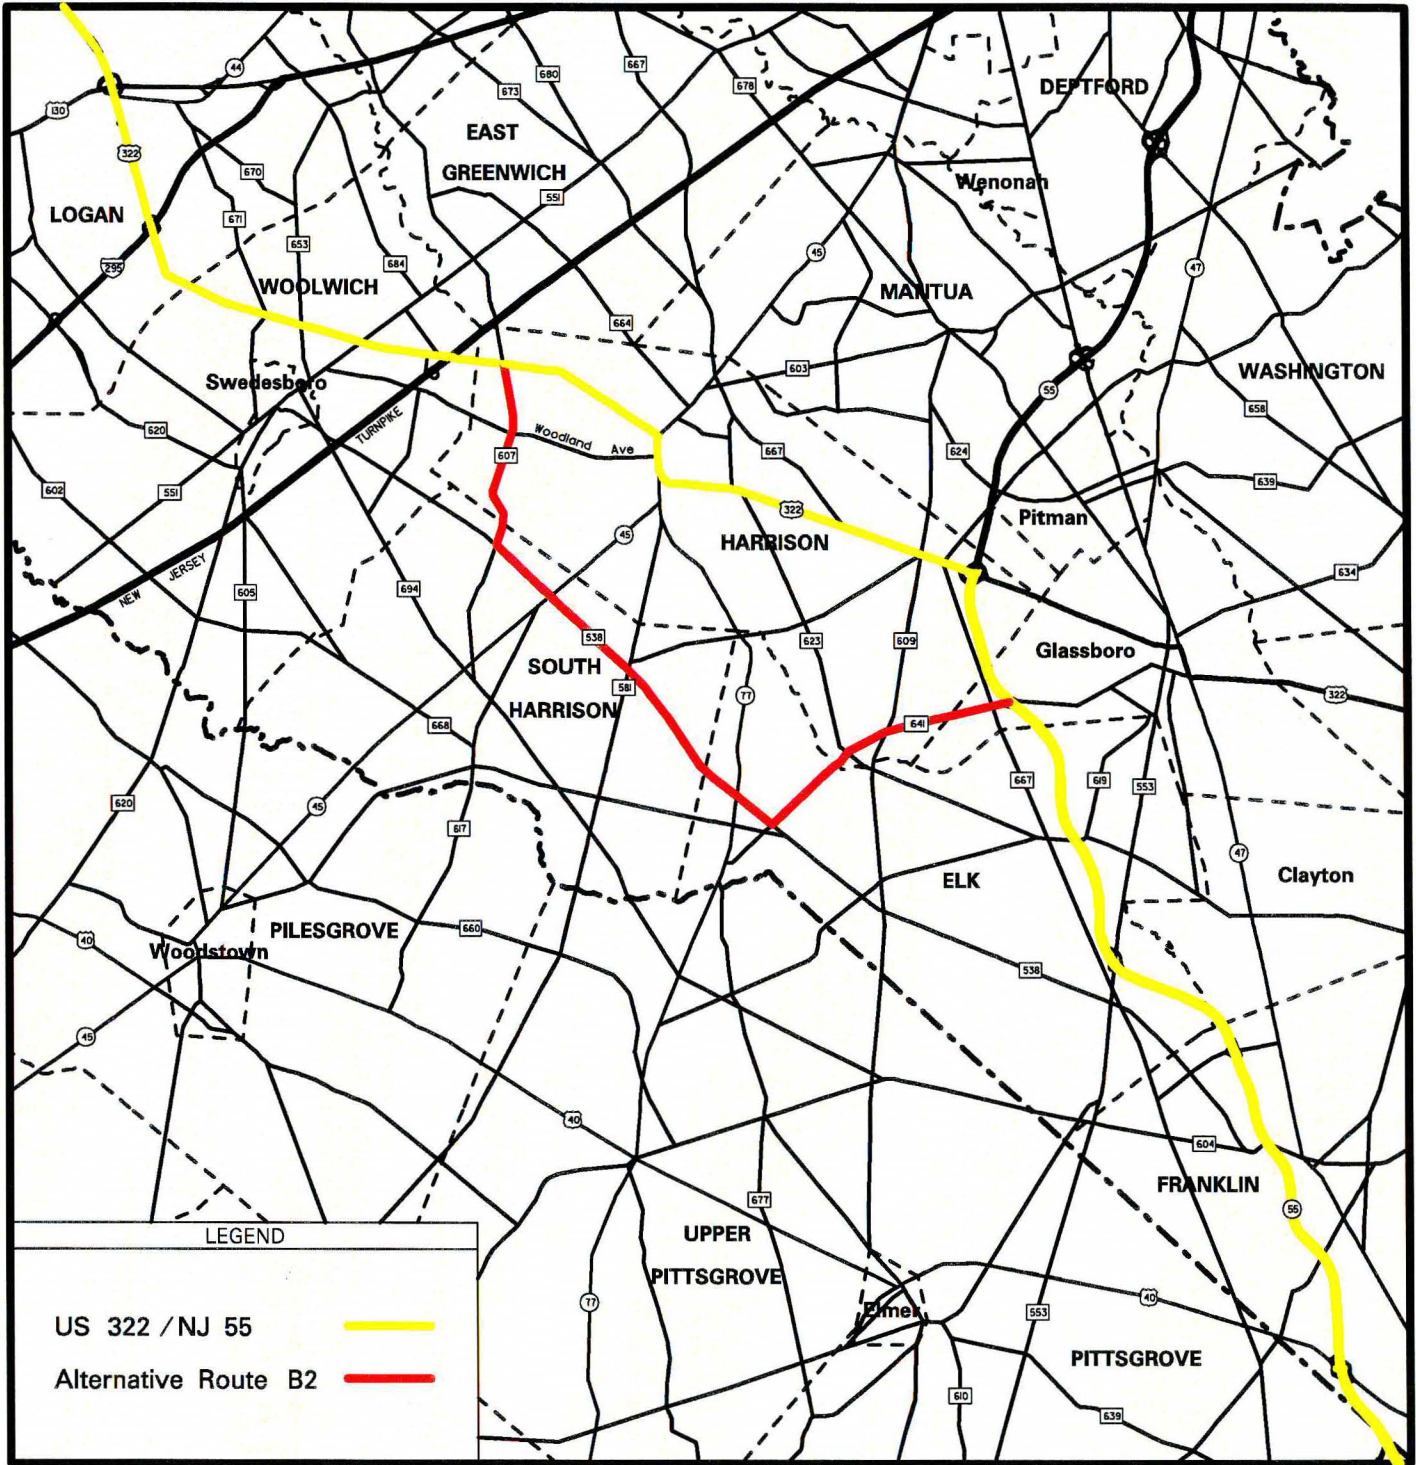 44
680
667
678
DEPTFORD
130
673
EAST
GREENWICH
322
670
551
Wenonah
LOGAN
671
653
45
47
295
684
WOOLWICH
MANTUA
664
603
WASHINGTON
Swedesboro
55
658
TURNPIKE
620
Woodland Ave
607
667
624
602
551
322
639
Pitman
45
HARRISON
JERSEY
NEW
605
694
634
538
623
609
Glassboro
SOUTH
HARRISON
581
77
322
668
641
667
619
553
620
45
617
47
ELK
Clayton
PILESGROVE
660
40
Woodstown
538
45
40
604
FRANKLIN
677
55
UPPER
PITTSGROVE
77
Elmer
553
40
PITTSGROVE
610
639
LEGEND
US 322 / NJ 55
Alternative Route B2